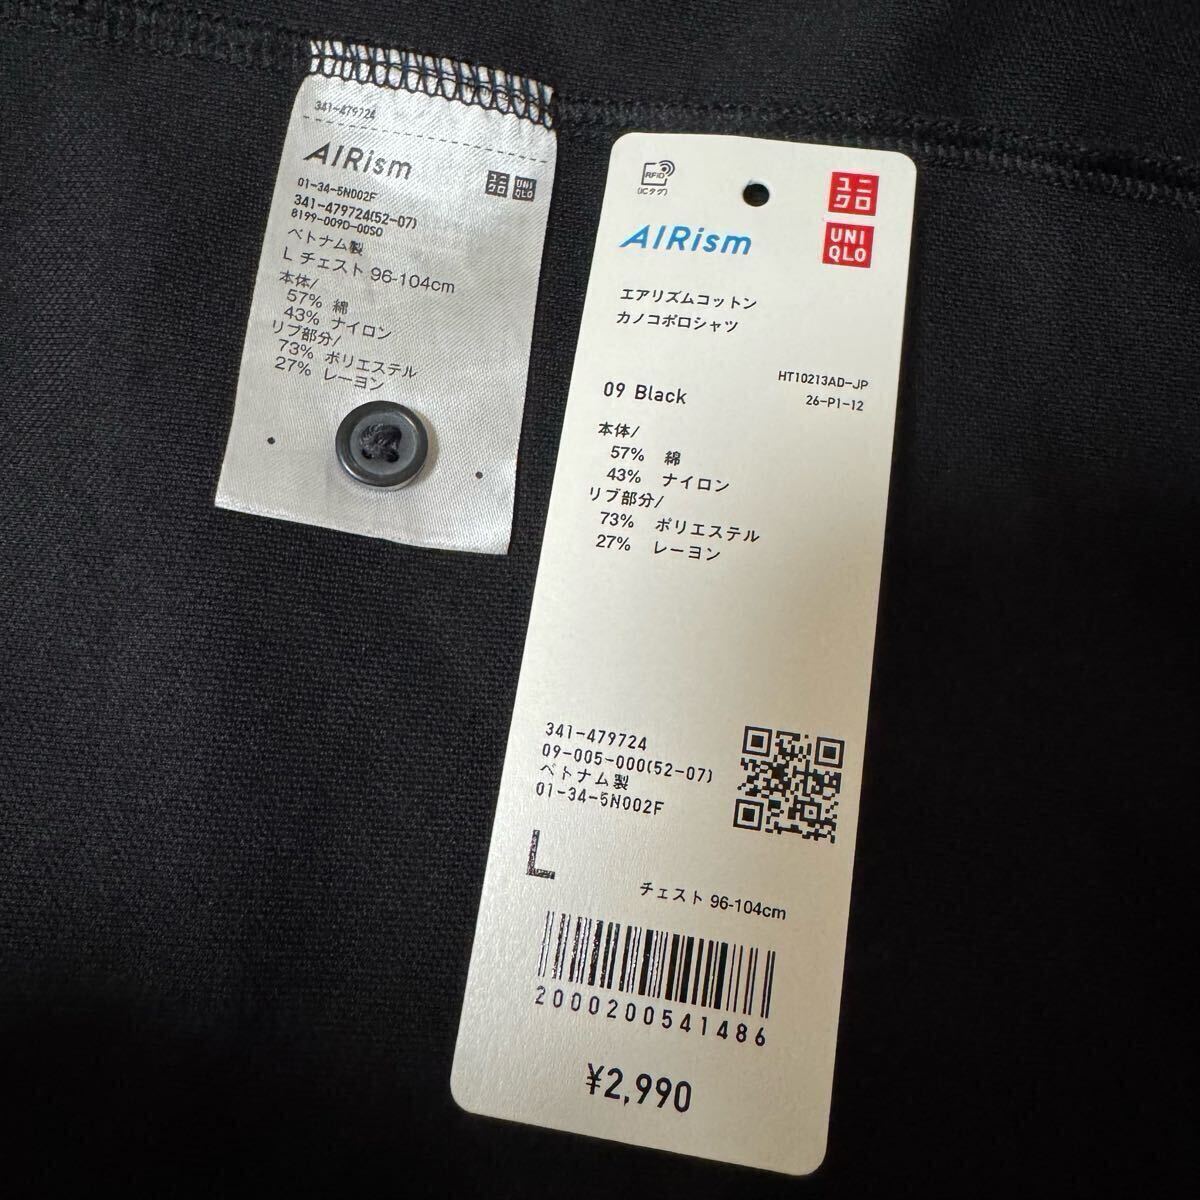 341-479724
AIRism
ユニ
クロ
UNI
QLO
01-34-5N002F
341-479724(52-07)
8199-009D-00SO
ベトナム製
L チェスト 96-104cm
本体/
57% 綿
43% ナイロン
リブ部分/
73% ポリエステル
27% レーヨン
RFID
(ICタグ)
ユニ
クロ
UNI
QLO
AIRism
エアリズムコットン
カノコポロシャツ
HT10213AD-JP
09 Black
26-P1-12
本体/
57% 綿
43% ナイロン
リブ部分/
73% ポリエステル
27% レーヨン
341-479724
09-005-000(52-07)
ベトナム製
01-34-5N002F
L
チェスト 96-104cm
2000200541486
¥2,990